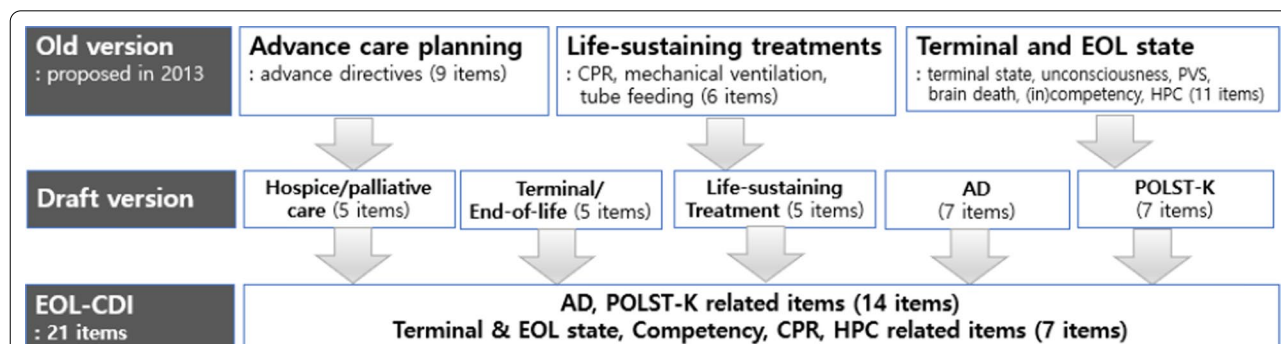 Old version
: proposed in 2013
Advance care planning
: advance directives (9 items)
Life-sustaining treatments
: CPR, mechanical ventilation,
tube feeding (6 items)
Terminal and EOL state
: terminal state, unconsciousness, PVS,
brain death, (in)competency, HPC (11 items)
Draft version
Hospice/palliative
care (5 items)
Terminal/
End-of-life (5 items)
Life-sustaining
Treatment (5 items)
AD
(7 items)
POLST-K
(7 items)
EOL-CDI
: 21 items
AD, POLST-K related items (14 items)
Terminal & EOL state, Competency, CPR, HPC related items (7 items)